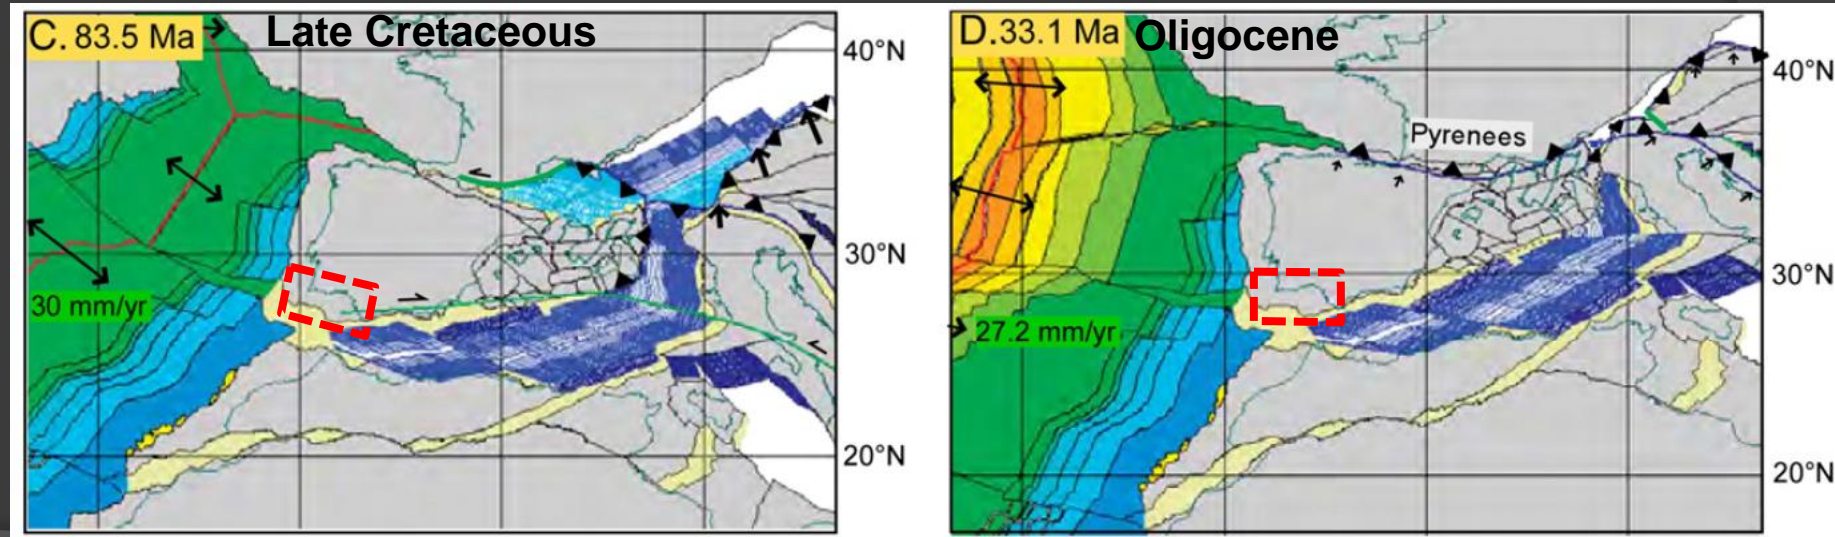 C. 83.5 Ma
Late Cretaceous
40°N
30°N
20°N
30 mm/yr
D.33.1 Ma
Oligocene
Pyrenees
40°N
30°N
20°N
27.2 mm/yr